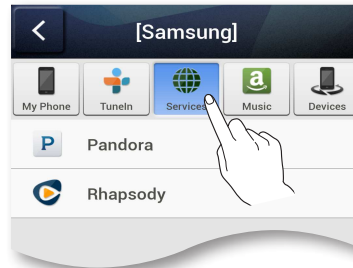 [Samsung]
My Phone TuneIn Services a Music Devices
P Pandora
Rhapsody